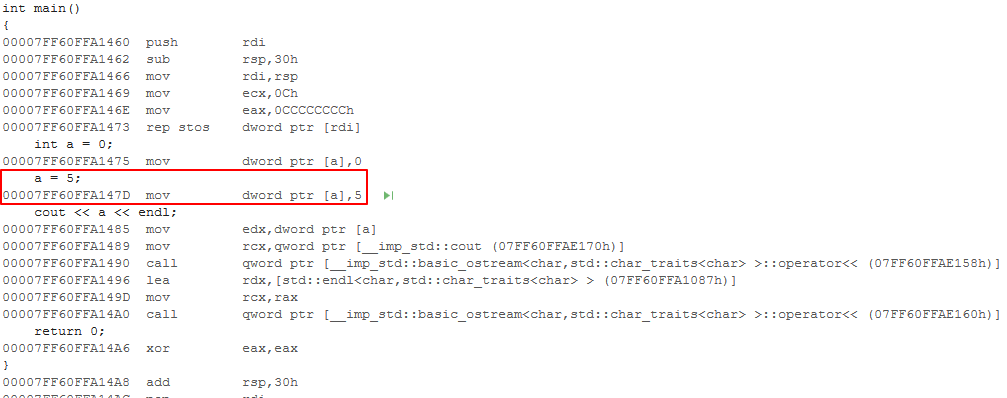 int main()
{
00007FF60FFA1460 push rdi
00007FF60FFA1462 sub rsp,30h
00007FF60FFA1466 mov rdi,rsp
00007FF60FFA1469 mov ecx,0Ch
00007FF60FFA146E mov eax,0CCCCCCCCh
00007FF60FFA1473 rep stos dword ptr [rdi]
int a = 0;
00007FF60FFA1475 mov dword ptr [a],0
a = 5;
00007FF60FFA147D mov dword ptr [a],5
cout << a << endl;
00007FF60FFA1485 mov edx,dword ptr [a]
00007FF60FFA1489 mov rcx,qword ptr [__imp_std::cout (07FF60FFAE170h)]
00007FF60FFA1490 call qword ptr [__imp_std::basic_ostream<char,std::char_traits<char> >::operator<< (07FF60FFAE158h)]
00007FF60FFA1496 lea rdx,[std::endl<char,std::char_traits<char> > (07FF60FFA1087h)]
00007FF60FFA149D mov rcx,rax
00007FF60FFA14A0 call qword ptr [__imp_std::basic_ostream<char,std::char_traits<char> >::operator<< (07FF60FFAE160h)]
return 0;
00007FF60FFA14A6 xor eax,eax
}
00007FF60FFA14A8 add rsp,30h